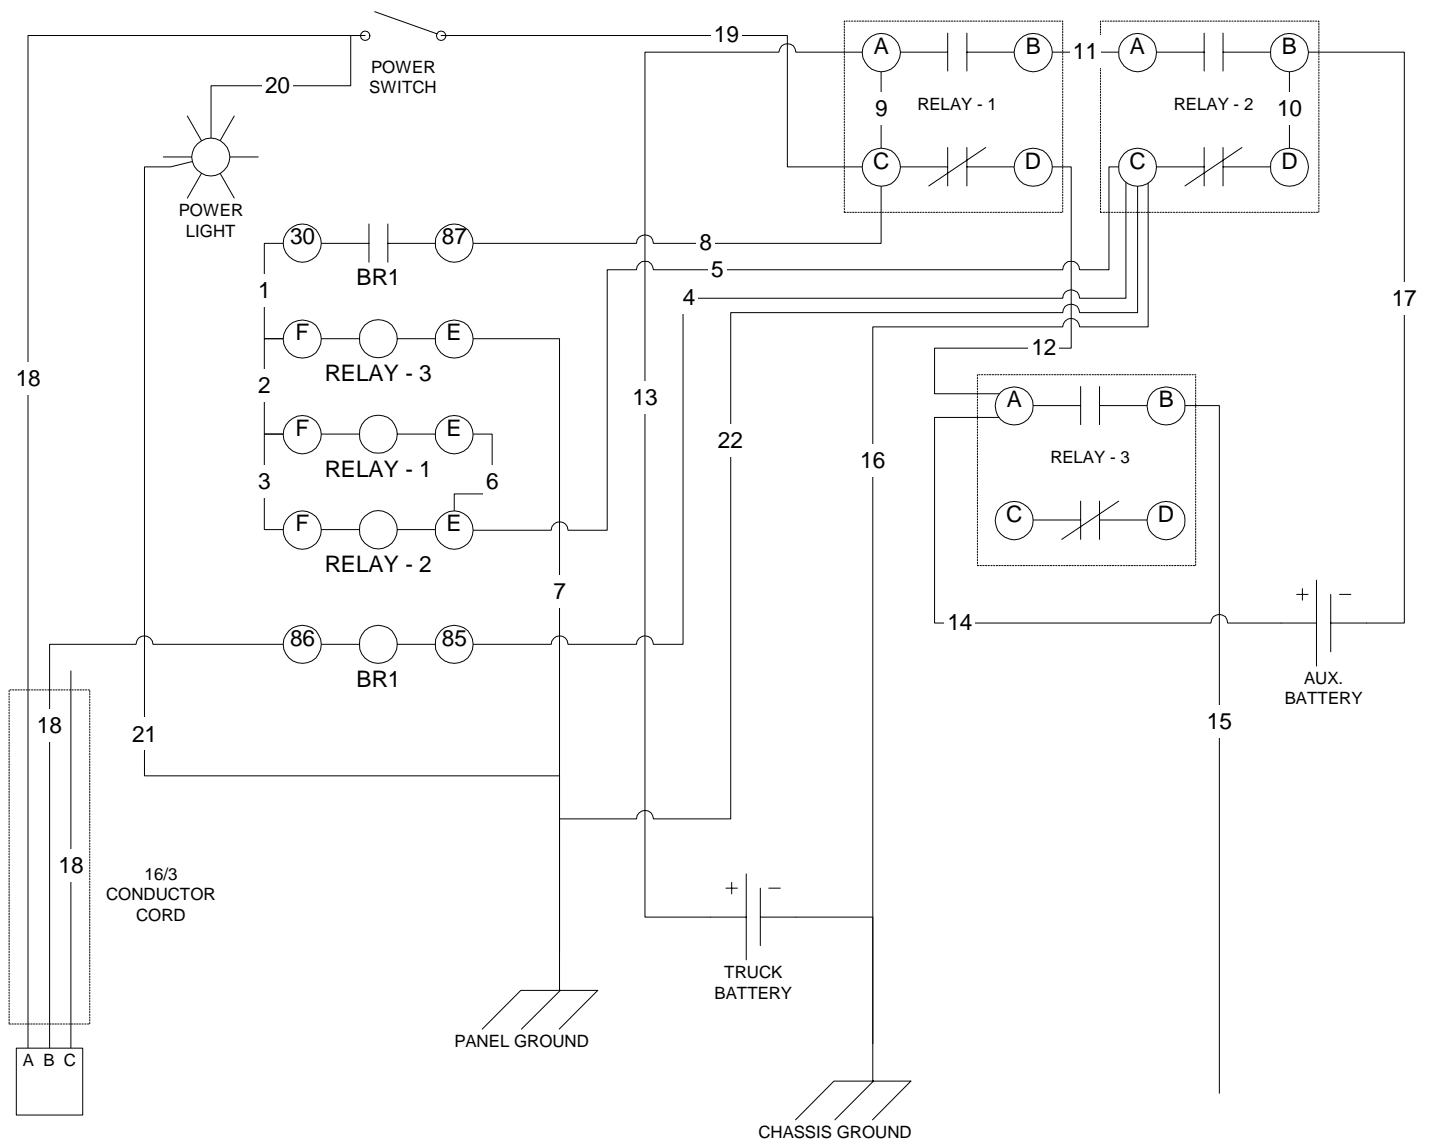 19
A
B
11
A
B
POWER
SWITCH
20
9
RELAY - 1
RELAY - 2
10
C
D
C
D
POWER
LIGHT
30
87
8
BR1
5
1
4
17
F
E
12
RELAY - 3
18
2
13
A
B
F
E
22
16
RELAY - 3
RELAY - 1
3
6
F
E
C
D
RELAY - 2
7
+
−
14
86
85
BR1
AUX.
BATTERY
18
21
15
18
16/3
CONDUCTOR
CORD
+
−
TRUCK
BATTERY
PANEL GROUND
A B C
CHASSIS GROUND